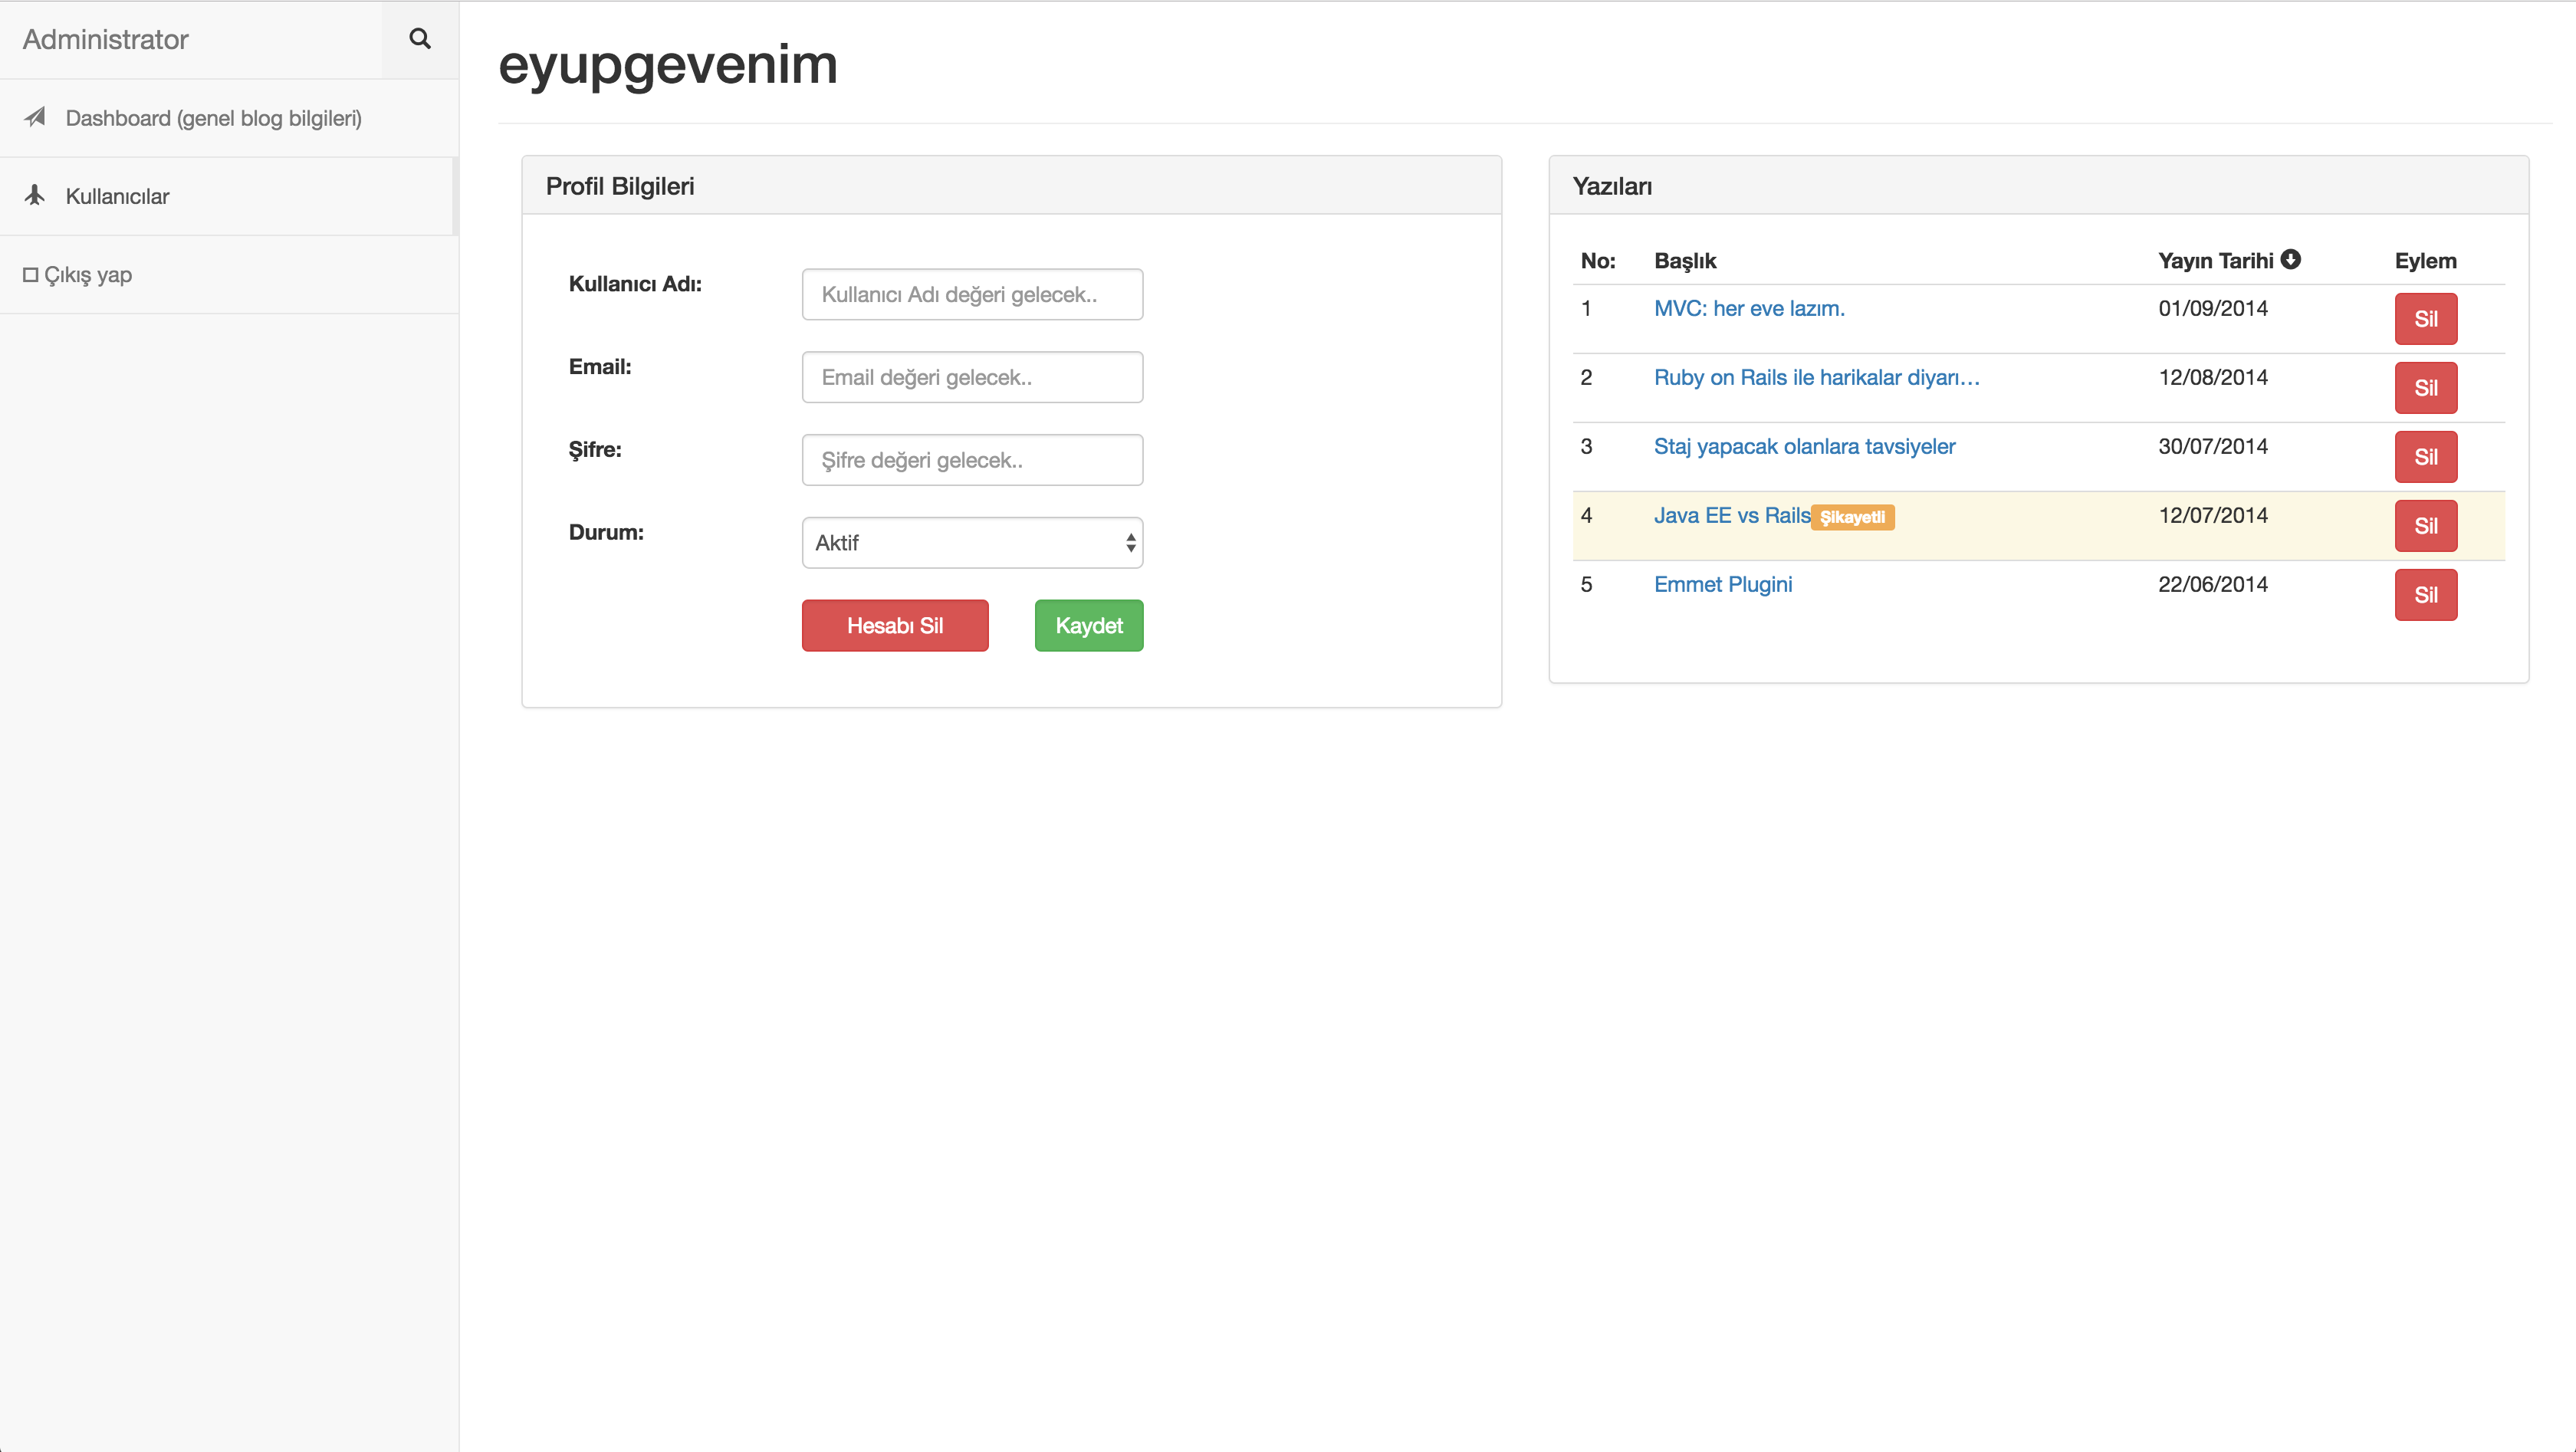 Administrator
Dashboard (genel blog bilgileri)
Kullanıcılar
Çıkış yap
eyupgevenim
Profil Bilgileri
Kullanıcı Adı: Kullanıcı Adı değeri gelecek..
Email: Email değeri gelecek..
Şifre: Şifre değeri gelecek..
Durum: Aktif
Hesabı Sil Kaydet
Yazıları
No: Başlık Yayın Tarihi Eylem
1 MVC: her eve lazım. 01/09/2014 Sil
2 Ruby on Rails ile harikalar diyarı… 12/08/2014 Sil
3 Staj yapacak olanlara tavsiyeler 30/07/2014 Sil
4 Java EE vs Rails Şikayetli 12/07/2014 Sil
5 Emmet Plugini 22/06/2014 Sil